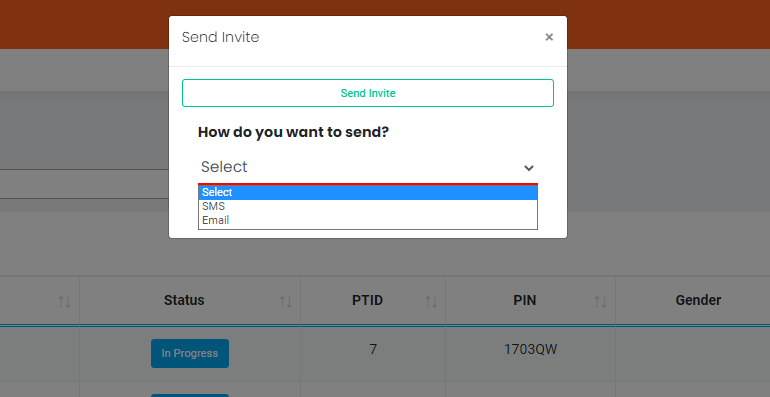 Send Invite ×
Send Invite
How do you want to send?
Select
Select
SMS
Email
Status PTID PIN Gender
In Progress 7 1703QW